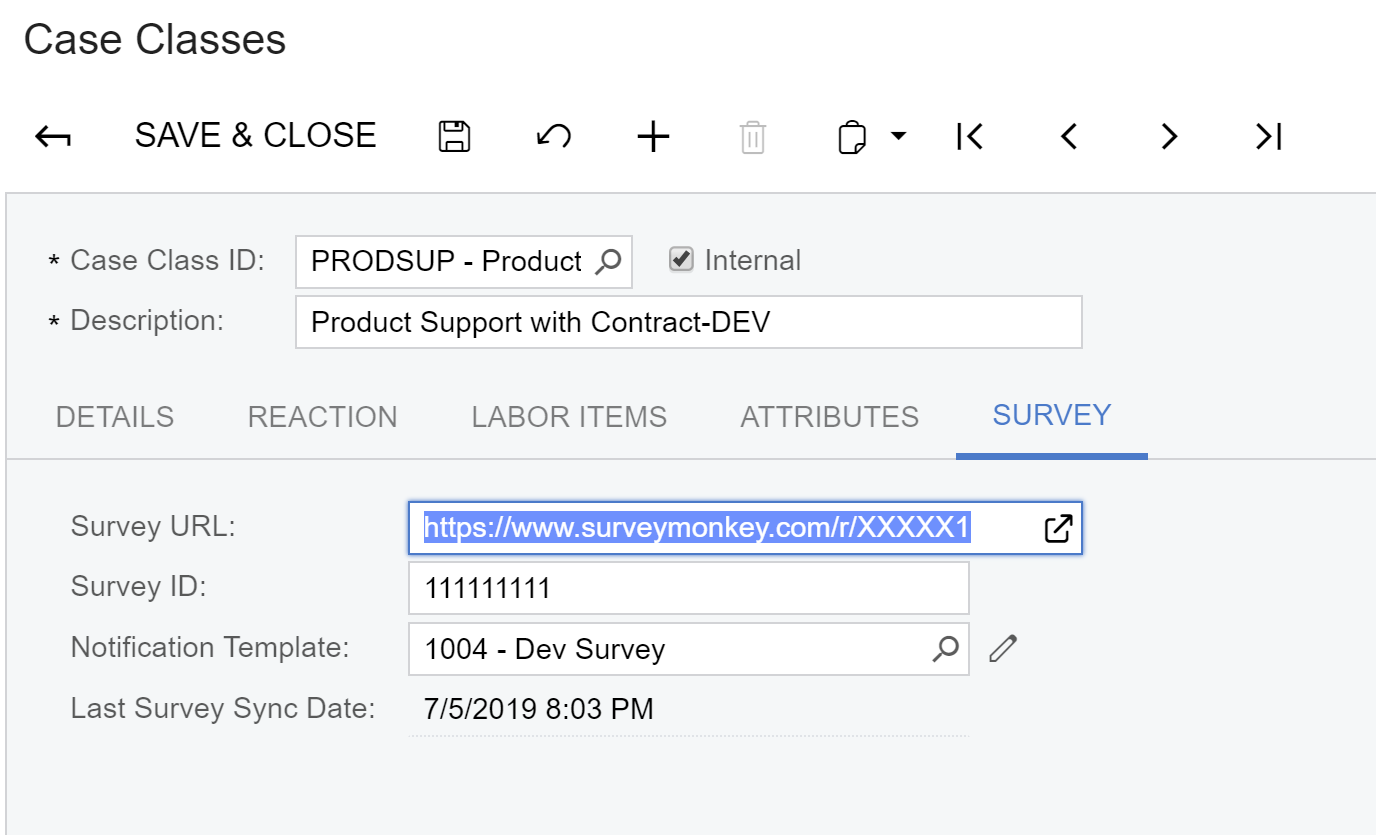 Case Classes
SAVE & CLOSE
* Case Class ID: PRODSUP - Product Internal
* Description: Product Support with Contract-DEV
DETAILS REACTION LABOR ITEMS ATTRIBUTES SURVEY
Survey URL: https://www.surveymonkey.com/r/XXXXX1
Survey ID: 111111111
Notification Template: 1004 - Dev Survey
Last Survey Sync Date: 7/5/2019 8:03 PM